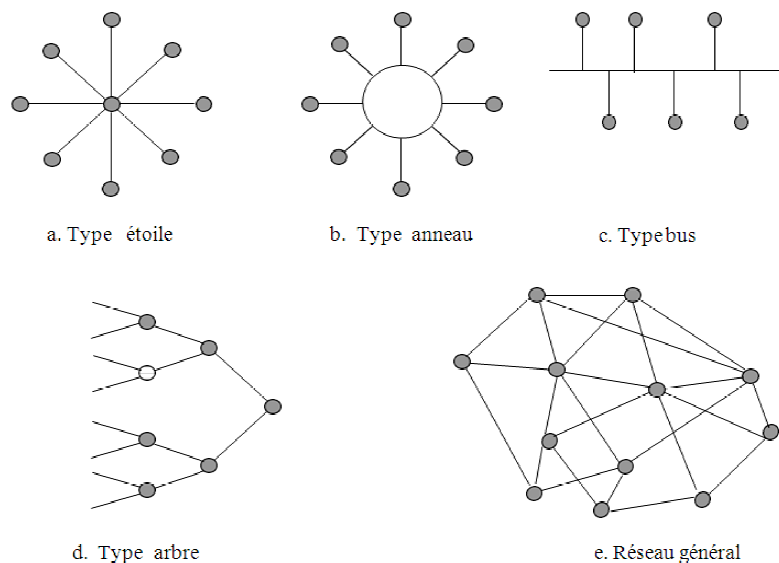 a. Type étoile
b. Type anneau
c. Type bus
d. Type arbre
e. Réseau général